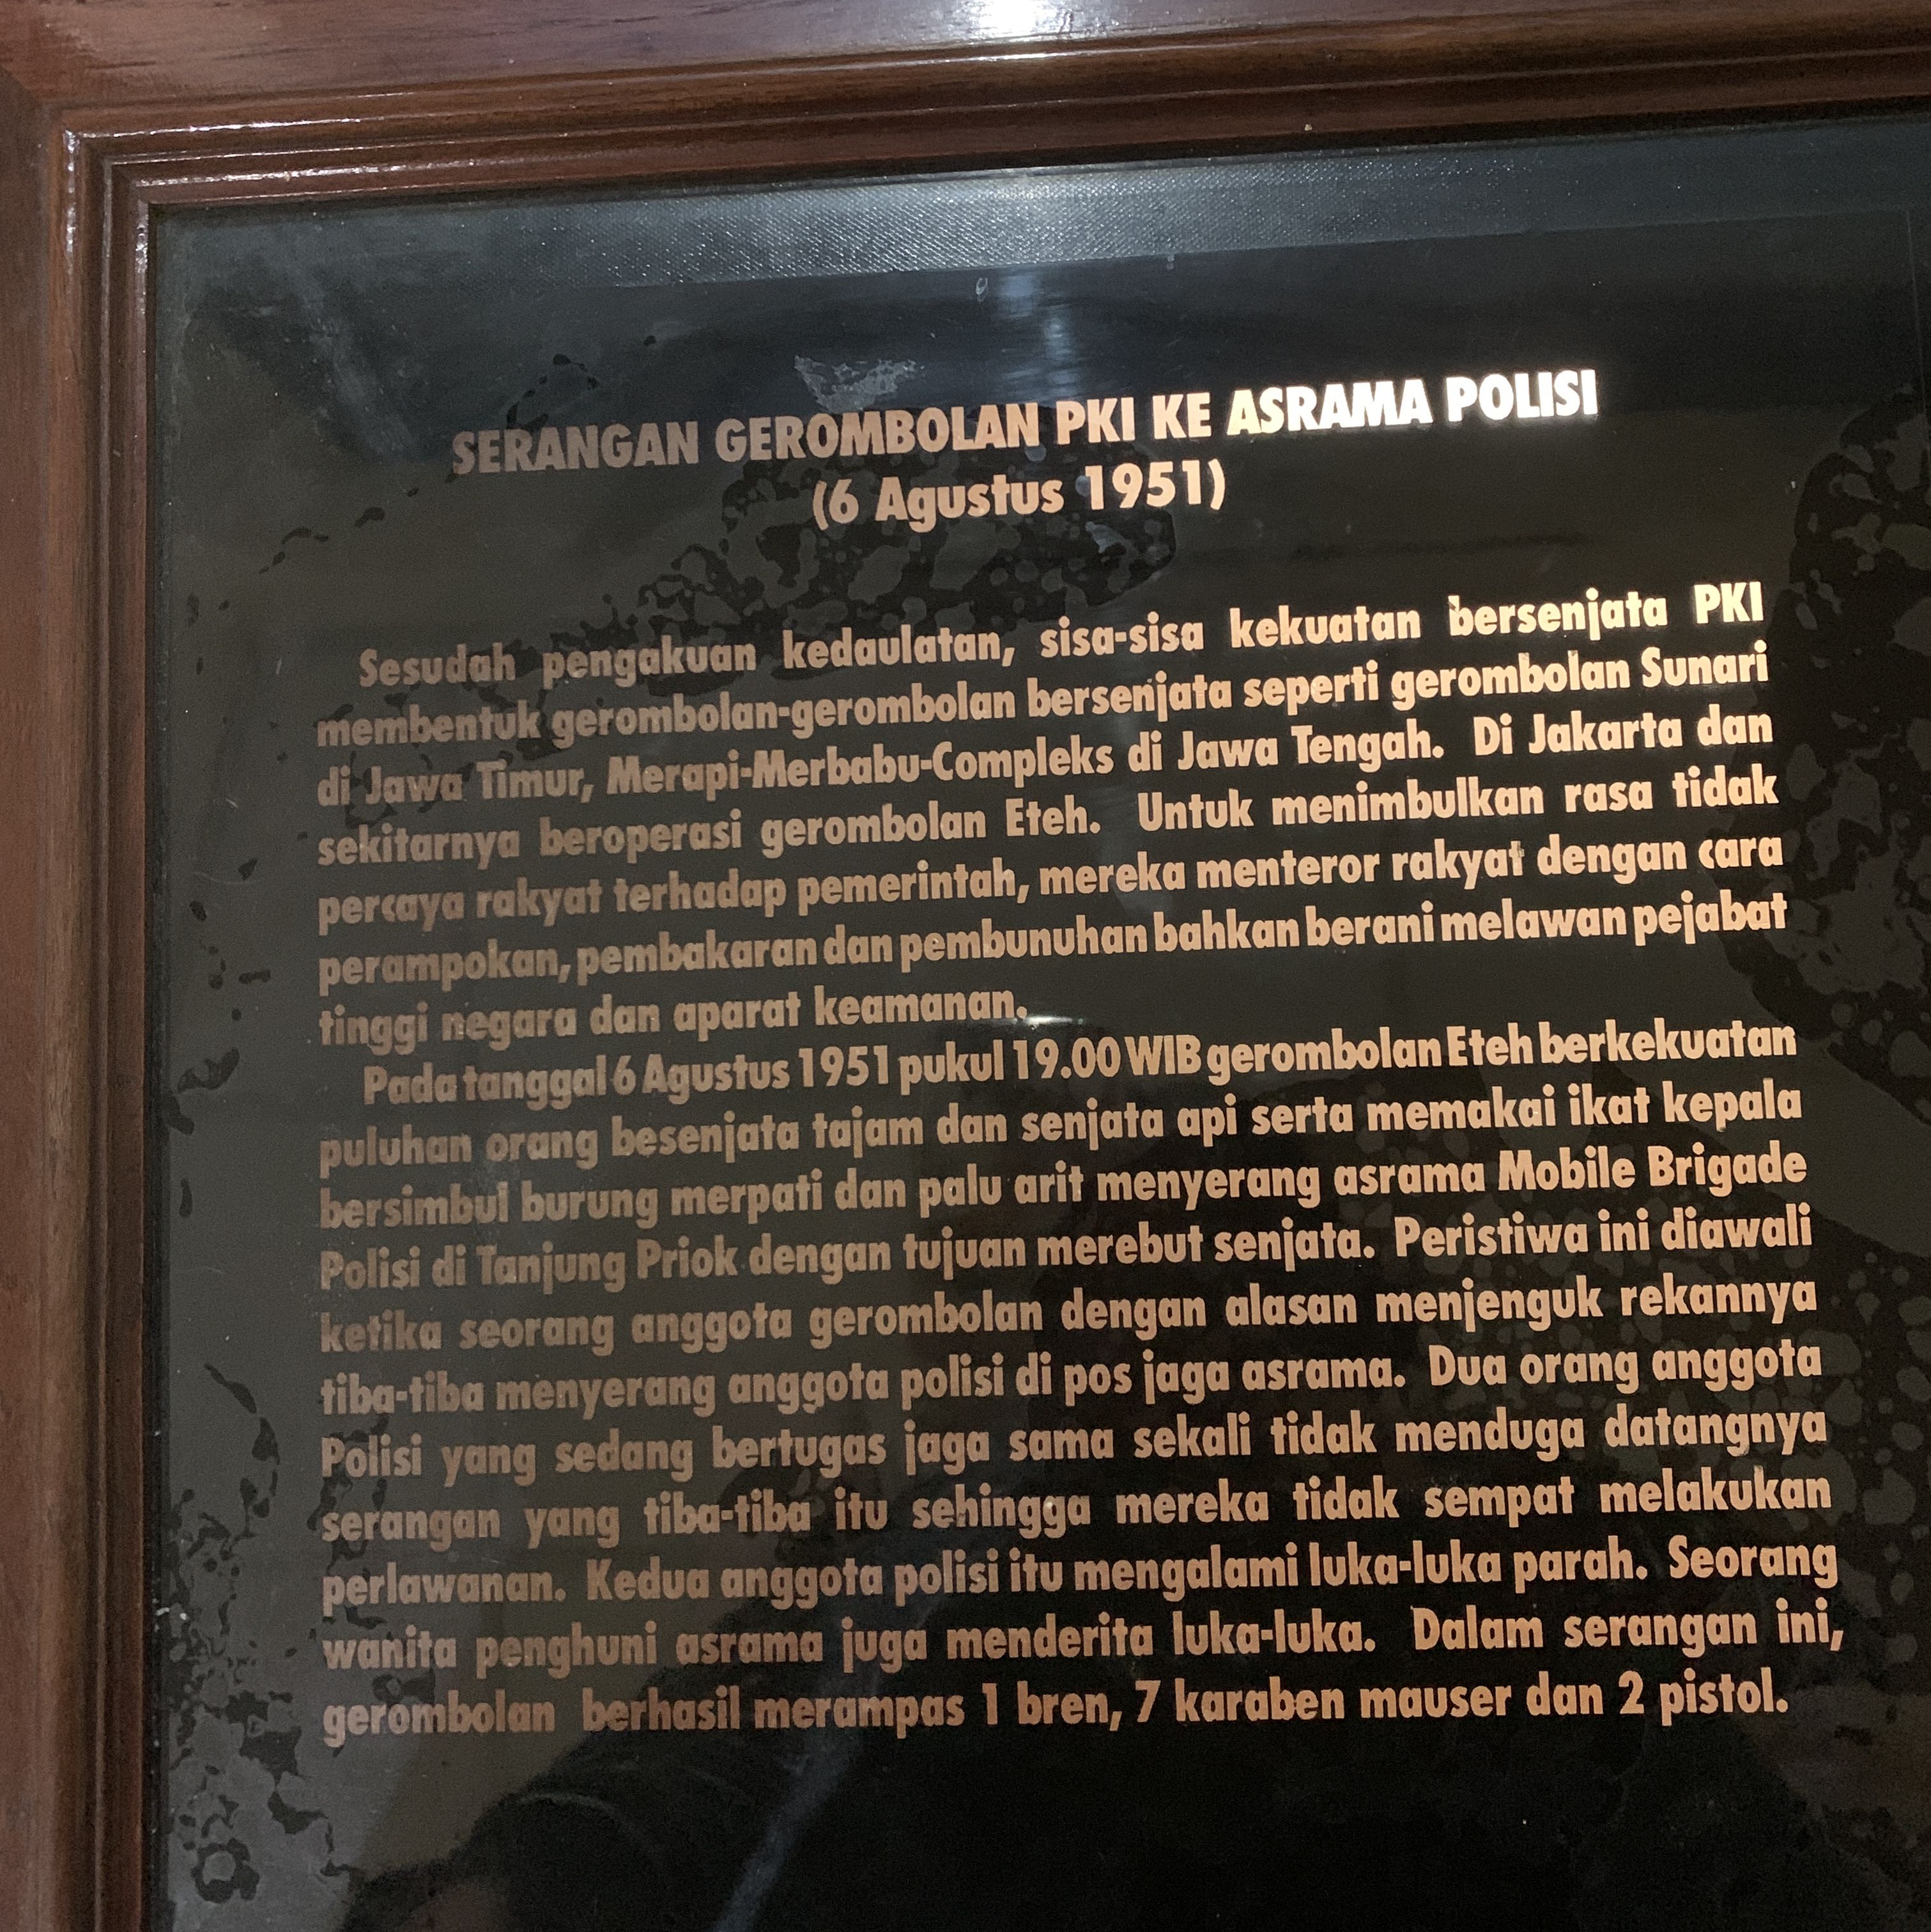 SERANGAN GEROMBOLAN PKI KE ASRAMA POLISI
(6 Agustus 1951)
Sesudah pengakuan kedaulatan, sisa-sisa kekuatan bersenjata PKI
membentuk gerombolan-gerombolan bersenjata seperti gerombolan Sunari
di Jawa Timur, Merapi-Merbabu-Compleks di Jawa Tengah. Di Jakarta dan
sekitarnya beroperasi gerombolan Eteh. Untuk menimbulkan rasa tidak
percaya rakyat terhadap pemerintah, mereka menteror rakyat dengan cara
perampokan, pembakaran dan pembunuhan bahkan berani melawan pejabat
tinggi negara dan aparat keamanan.
Pada tanggal 6 Agustus 1951 pukul 19.00 WIB gerombolan Eteh berkekuatan
puluhan orang besenjata tajam dan senjata api serta memakai ikat kepala
bersimbul burung merpati dan palu arit menyerang asrama Mobile Brigade
Polisi di Tanjung Priok dengan tujuan merebut senjata. Peristiwa ini diawali
ketika seorang anggota gerombolan dengan alasan menjenguk rekannya
tiba-tiba menyerang anggota polisi di pos jaga asrama. Dua orang anggota
Polisi yang sedang bertugas jaga sama sekali tidak menduga datangnya
serangan yang tiba-tiba itu sehingga mereka tidak sempat melakukan
perlawanan. Kedua anggota polisi itu mengalami luka-luka parah. Seorang
wanita penghuni asrama juga menderita luka-luka. Dalam serangan ini,
gerombolan berhasil merampas 1 bren, 7 karaben mauser dan 2 pistol.